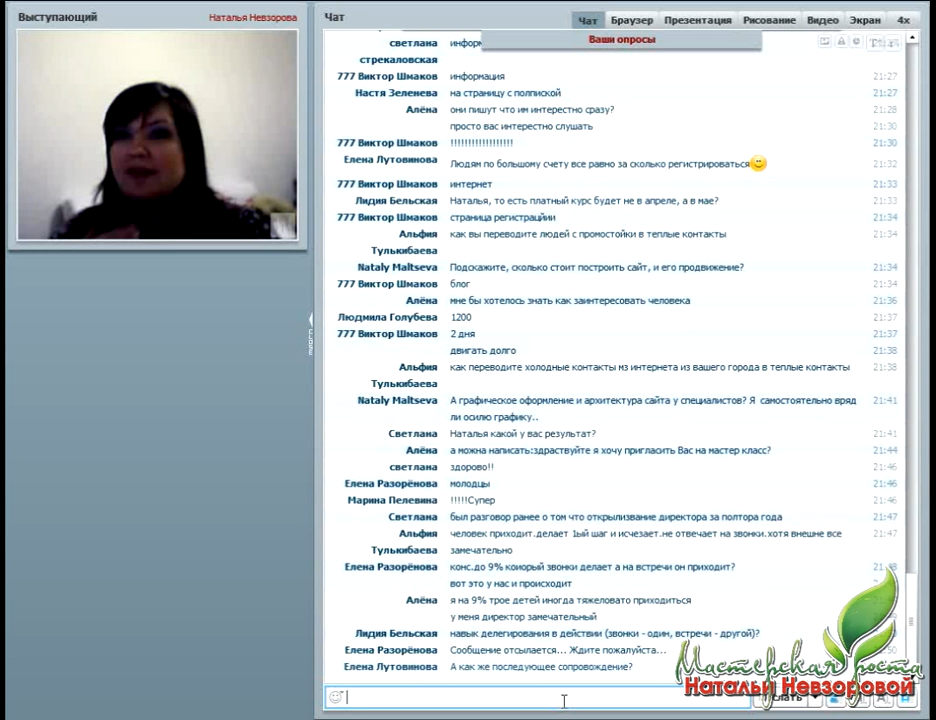 Выступающий
Наталья Невзорова
Чат
Чат Браузер Презентация Рисование Видео Экран 4x
Ваши опросы
светлана стрекаловская
777 Виктор Шмаков информация 21:27
Настя Зеленева на страницу с полпиской 21:27
Алёна они пишут что им интересно сразу? 21:28
просто вас интересно слушать 21:30
777 Виктор Шмаков !!!!!!!!!!!!!!!!!! 21:30
Елена Лутовинова Людям по большому счету все равно за сколько регистрироваться 21:32
777 Виктор Шмаков интернет 21:33
Лидия Бельская Наталья, то есть платный курс будет не в апреле, а в мае? 21:33
777 Виктор Шмаков страница регистрацйии 21:34
Альфия как вы переводите людей с промостойки в теплые контакты 21:34
Тулькибаева
Nataly Maltseva Подскажите, сколько стоит построить сайт, и его продвижение? 21:34
777 Виктор Шмаков блог 21:34
Алёна мне бы хотелось знать как заинтересовать человека 21:36
Людмила Голубева 1200 21:37
777 Виктор Шмаков 2 дня 21:37
двигать долго 21:38
Альфия как переводите холодные контакты мз интернета из вашего города в теплые контакты 21:38
Тулькибаева
Nataly Maltseva А графическое оформление и архитектура сайта у специалистов? Я самостоятельно вряд 21:41
ли осилю графику..
Светлана Наталья какой у вас результат? 21:41
Алёна а можна написать:здраствуйте я хочу пригласить Вас на мастер класс? 21:44
светлана здорово!! 21:46
Елена Разорёнова молодцы 21:46
Марина Пелевина !!!!!Супер 21:46
Светлана был разговор ранее о том что открылизвание директора за полтора года 21:47
Альфия человек приходит.делает 1ый шаг и исчезает.не отвечает на звонки.хотя внешне все 21:47
Тулькибаева замечательно
Елена Разорёнова конс.до 9% коиорый звонки делает а на встречи он приходит?
вот это у нас и происходит
Алёна я на 9% трое детей иногда тяжеловато приходиться
у меня директор замечательный
Лидия Бельская навык делегирования в действии (звонки - один, встречи - другой)?
Елена Разорёнова Сообщение отсылается... Ждите пожалуйста...
Елена Лутовинова А как же последующее сопровождение?
Мастерская роста
Натальи Невзоровой